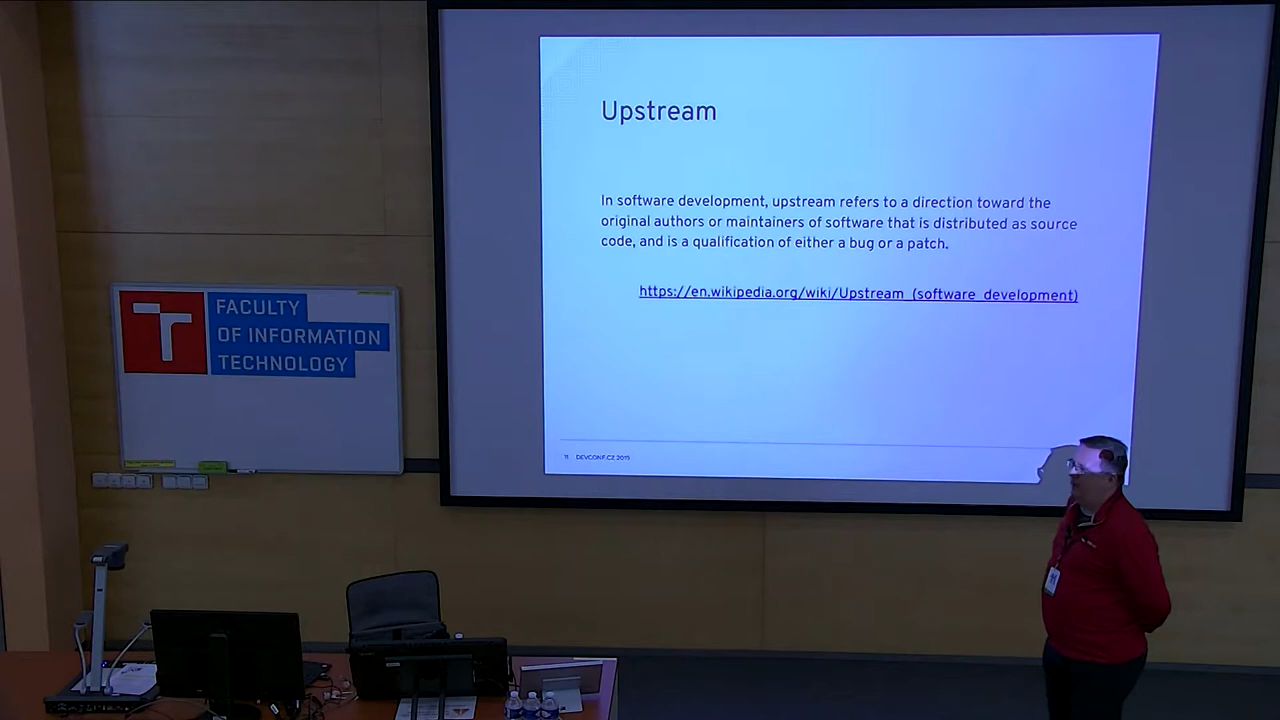 Upstream
In software development, upstream refers to a direction toward the
original authors or maintainers of software that is distributed as source
code, and is a qualification of either a bug or a patch.
https://en.wikipedia.org/wiki/Upstream_(software_development)
11 DEVCONF.CZ 2019
FACULTY
OF INFORMATION
TECHNOLOGY